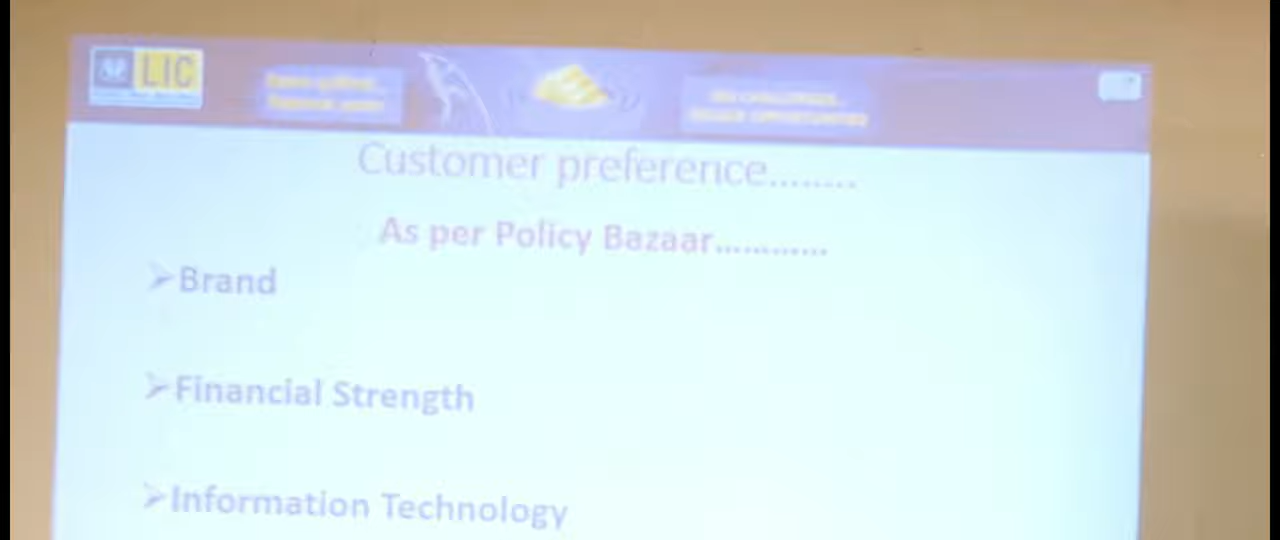 LIC
Customer preference........
As per Policy Bazaar............
➢Brand
➢Financial Strength
➢Information Technology